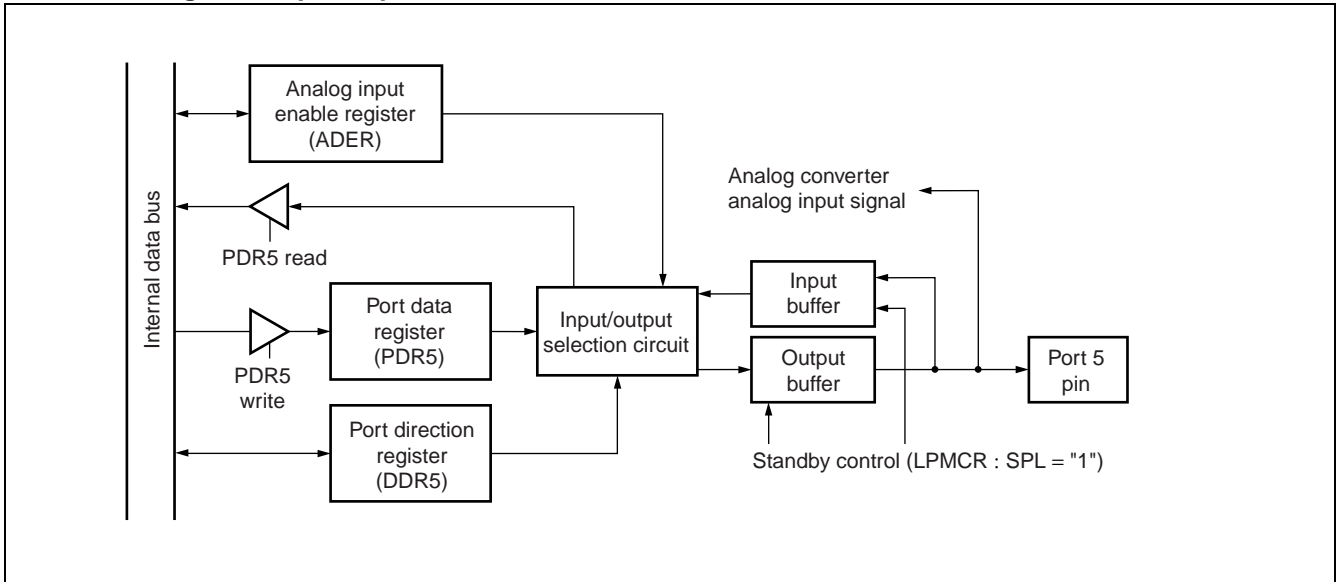 Internal data bus
Analog input
enable register
(ADER)
PDR5 read
PDR5
write
Port data
register
(PDR5)
Port direction
register
(DDR5)
Input/output
selection circuit
Analog converter
analog input signal
Input
buffer
Output
buffer
Port 5
pin
Standby control (LPMCR : SPL = "1")